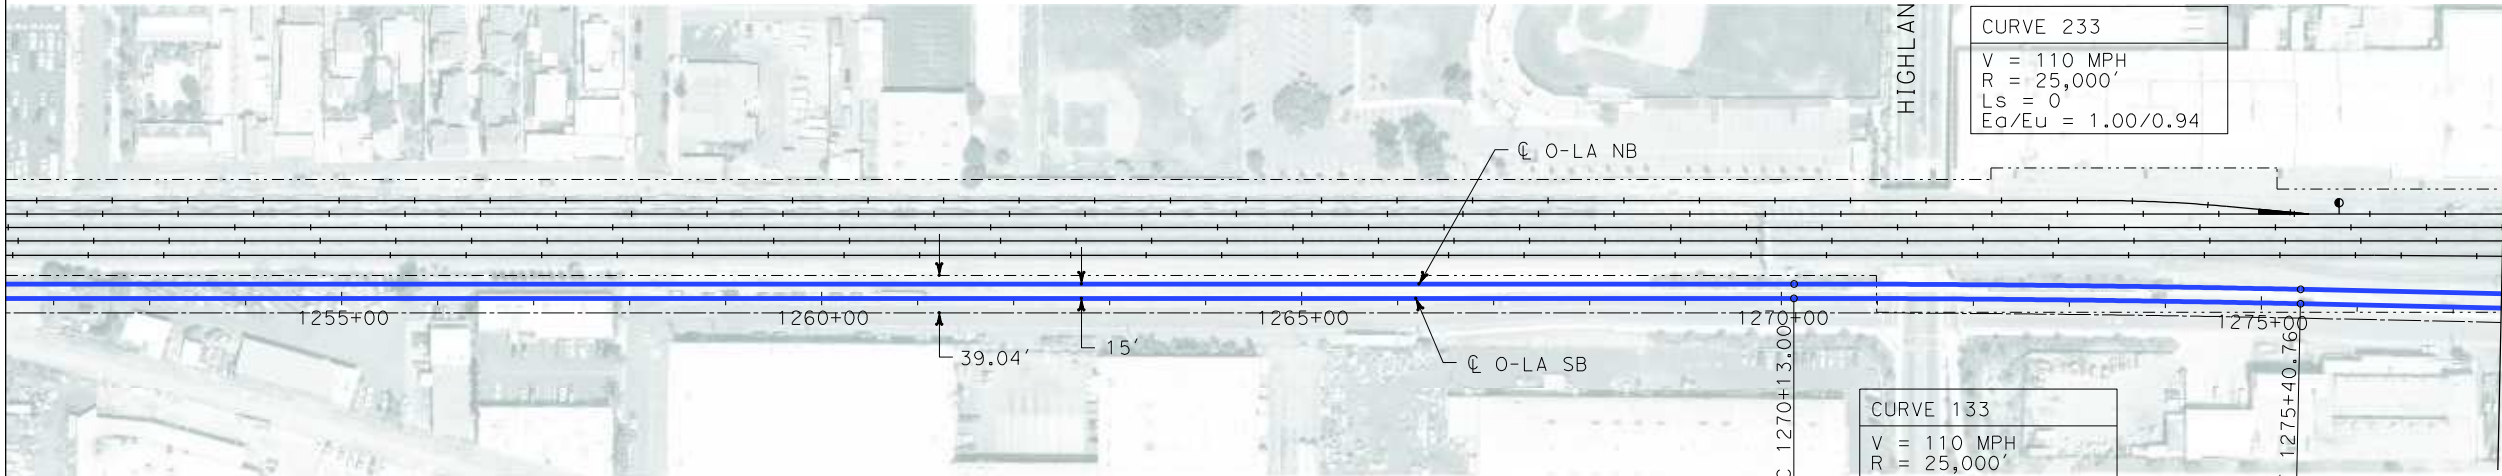 HIGHLAN
CURVE 233
V = 110 MPH
R = 25,000'
Ls = 0
Ea/Eu = 1.00/0.94
℄ O-LA NB
1255+00
1260+00
1265+00
1270+00
1275+00
39.04'
15'
℄ O-LA SB
C 1270+13.00
1275+40.76
CURVE 133
V = 110 MPH
R = 25,000'